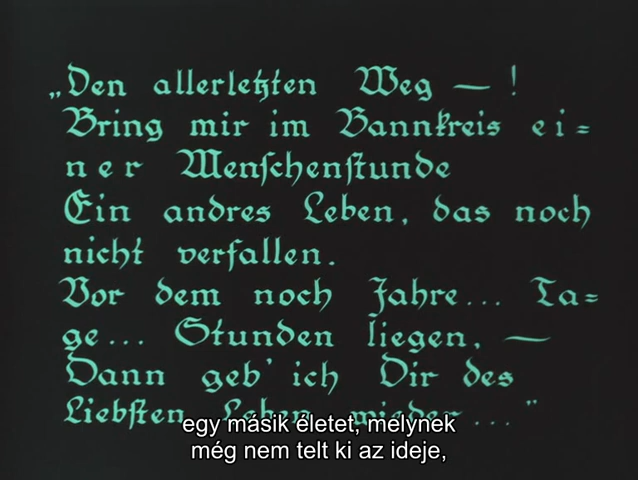 „Den allerletzten Weg — !
Bring mir im Bannkreis ei=
ner Menschenstunde
Ein andres Leben, das noch
nicht verfallen.
Vor dem noch Jahre... Ta=
ge... Stunden liegen, —
Dann geb' ich Dir des
Liebsten Leben wieder..."
egy másik életet, melynek
még nem telt ki az ideje,